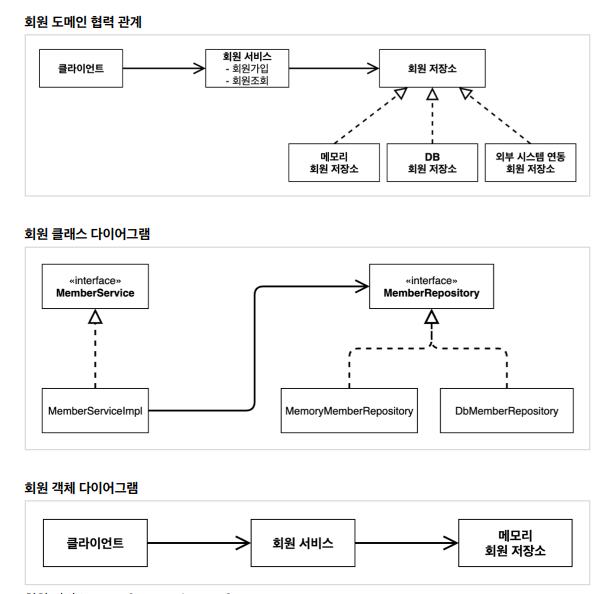 회원 도메인 협력 관계
클라이언트
회원 서비스
- 회원가입
- 회원조회
회원 저장소
메모리
회원 저장소
DB
회원 저장소
외부 시스템 연동
회원 저장소
회원 클래스 다이어그램
«interface»
MemberService
«interface»
MemberRepository
MemberServiceImpl
MemoryMemberRepository
DbMemberRepository
회원 객체 다이어그램
클라이언트
회원 서비스
메모리
회원 저장소